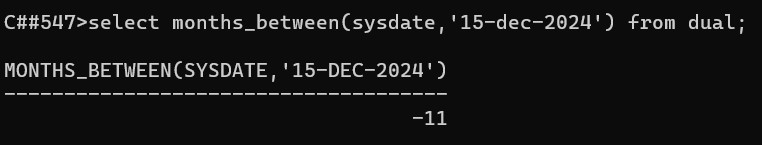 C##547>select months_between(sysdate,'15-dec-2024') from dual;
MONTHS_BETWEEN(SYSDATE,'15-DEC-2024')
-------------------------------------
-11